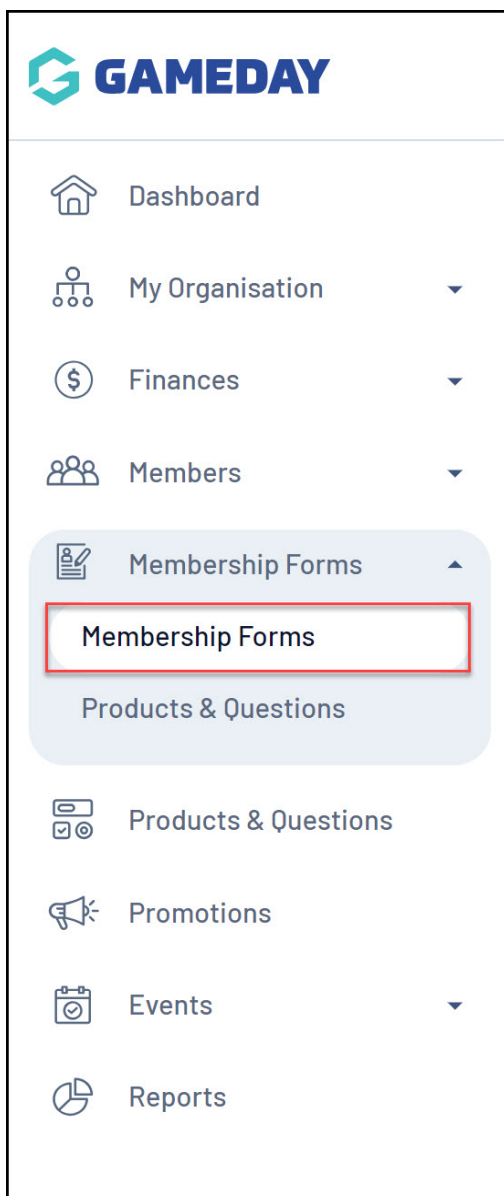 GAMEDAY
Dashboard
My Organisation
Finances
Members
Membership Forms
Membership Forms
Products & Questions
Products & Questions
Promotions
Events
Reports